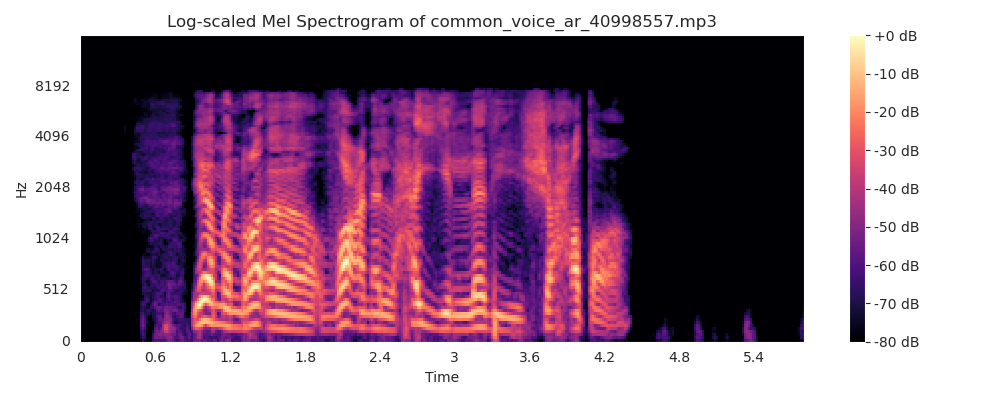 Log-scaled Mel Spectrogram of common_voice_ar_40998557.mp3
8192
4096
2048
1024
512
0
Hz
0
0.6
1.2
1.8
2.4
3
3.6
4.2
4.8
5.4
Time
+0 dB
-10 dB
-20 dB
-30 dB
-40 dB
-50 dB
-60 dB
-70 dB
-80 dB